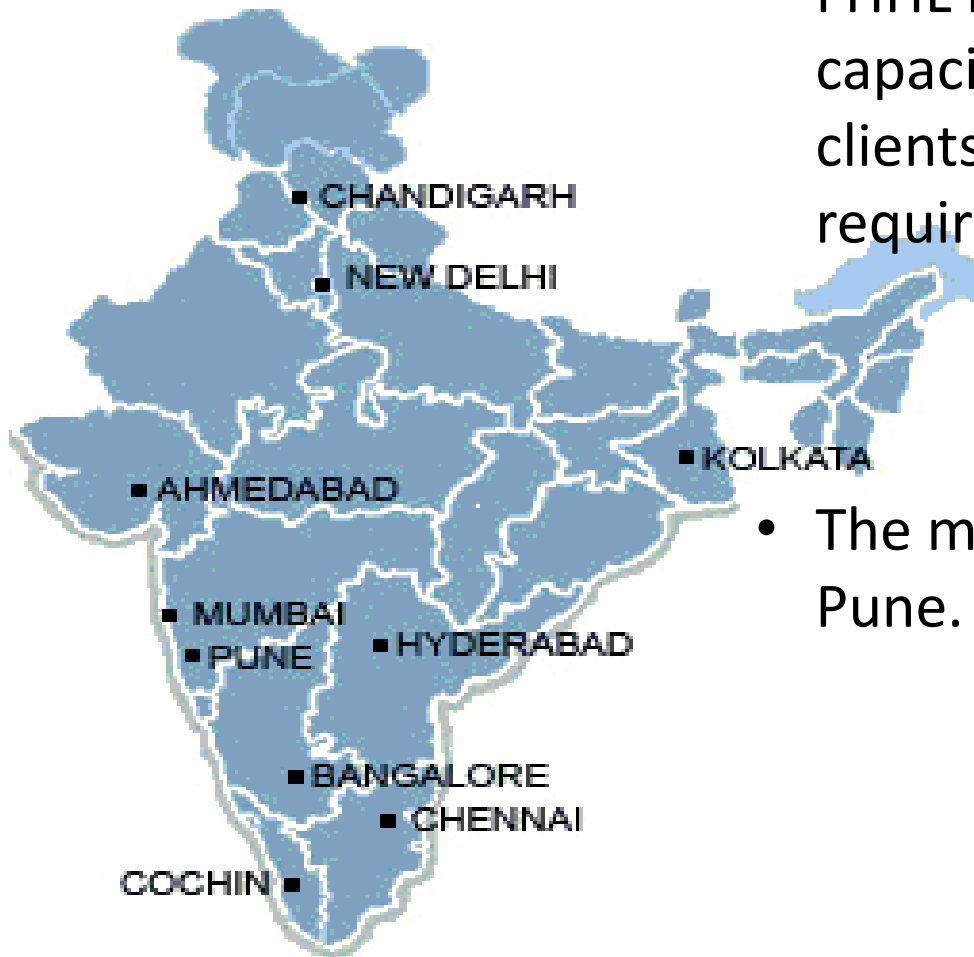 capaci
clients
requir
CHANDIGARH
NEW DELHI
KOLKATA
AHMEDABAD
• The m
Pune.
MUMBAI
HYDERABAD
PUNE
BANGALORE
CHENNAI
COCHIN